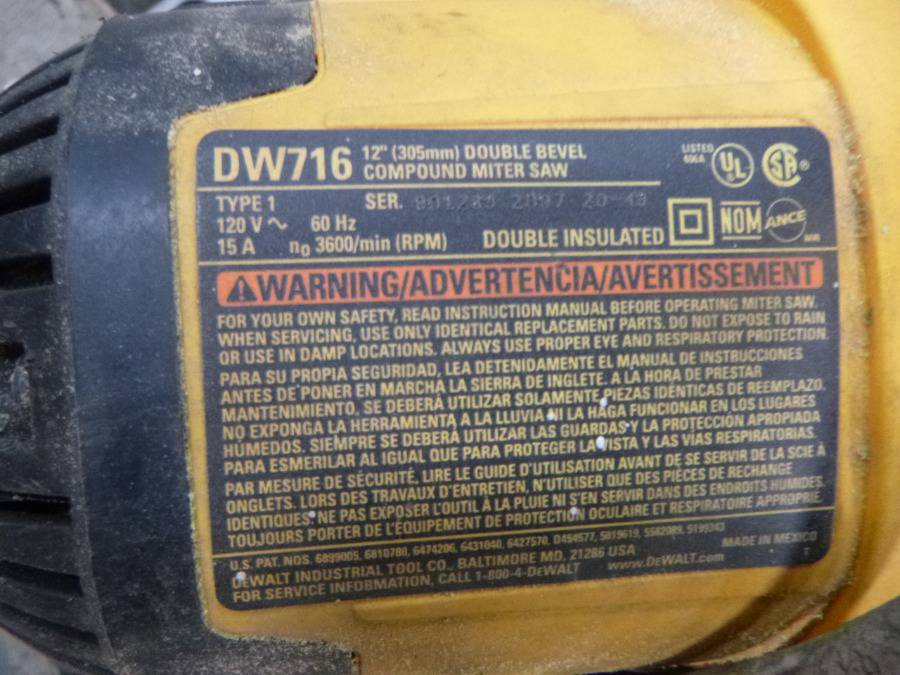 DW716 12" (305mm) DOUBLE BEVEL
COMPOUND MITER SAW
LISTED
UL
SA ®
TYPE 1 SER.
120 V ~ 60 Hz
15 A n₀ 3600/min (RPM) DOUBLE INSULATED
NOM ANCE
WARNING/ADVERTENCIA/AVERTISSEMENT
FOR YOUR OWN SAFETY, READ INSTRUCTION MANUAL BEFORE OPERATING MITER SAW.
WHEN SERVICING, USE ONLY IDENTICAL REPLACEMENT PARTS. DO NOT EXPOSE TO RAIN
OR USE IN DAMP LOCATIONS. ALWAYS USE PROPER EYE AND RESPIRATORY PROTECTION
PARA SU PROPIA SEGURIDAD, LEA DETENIDAMENTE EL MANUAL DE INSTRUCCIONES
ANTES DE PONER EN MARCHA LA SIERRA DE INGLETE. A LA HORA DE PRESTAR
MANTENIMIENTO, SE DEBERÁ UTILIZAR SOLAMENTE PIEZAS IDENTICAS DE REEMPLAZO.
NO EXPONGA LA HERRAMIENTA A LA LLUVIA NI LA HAGA FUNCIONAR EN LOS LUGARES
HUMEDOS. SIEMPRE SE DEBERÁ UTILIZAR LAS GUARDAS Y LA PROTECCION APROPIADA
PARA ESMERILAR AL IGUAL QUE PARA PROTEGER LA VISTA Y LAS VÍAS RESPIRATORIAS.
PAR MESURE DE SÉCURITÉ, LIRE LE GUIDE D'UTILISATION AVANT DE SE SERVIR DE LA SCIE À
ONGLETS. LORS DES TRAVAUX D'ENTRETIEN, N'UTILISER QUE DES PIÈCES DE RECHANGE
IDENTIQUES. NE PAS EXPOSER L'OUTIL À LA PLUIE NI S'EN SERVIR DANS DES ENDROITS HUMIDES.
TOUJOURS PORTER DE L'ÉQUIPEMENT DE PROTECTION OCULAIRE ET RESPIRATOIRE APPROPRIÉ.
U.S. PAT. NOS. 6899005, 6810780, 6474206, 6431040, 6427570, D454577, 5819619, 5582089, 5199343
DEWALT INDUSTRIAL TOOL CO., BALTIMORE MD, 21286 USA www.DEWALT.com MADE IN MEXICO
FOR SERVICE INFORMATION, CALL 1-800-4-DEWALT